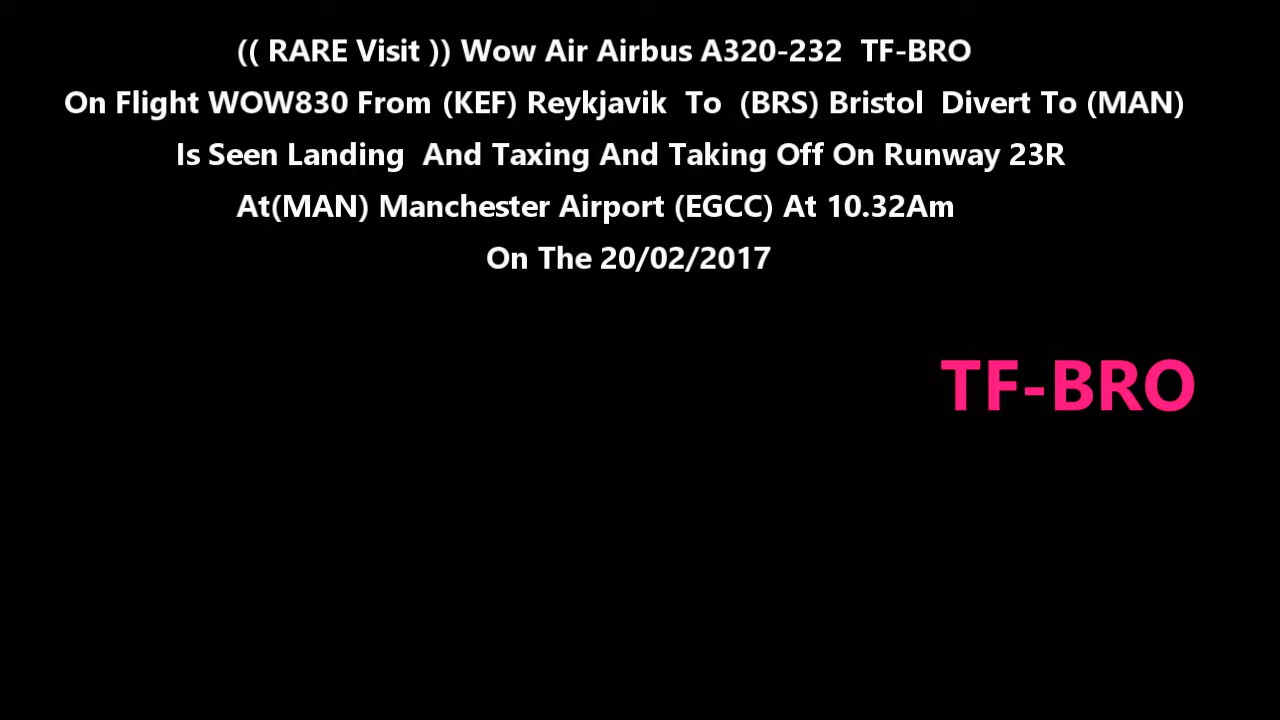 (( RARE Visit )) Wow Air Airbus A320-232  TF-BRO
On Flight WOW830 From (KEF) Reykjavik  To  (BRS) Bristol  Divert To (MAN)
Is Seen Landing  And Taxing And Taking Off On Runway 23R
At(MAN) Manchester Airport (EGCC) At 10.32Am
On The 20/02/2017
TF-BRO